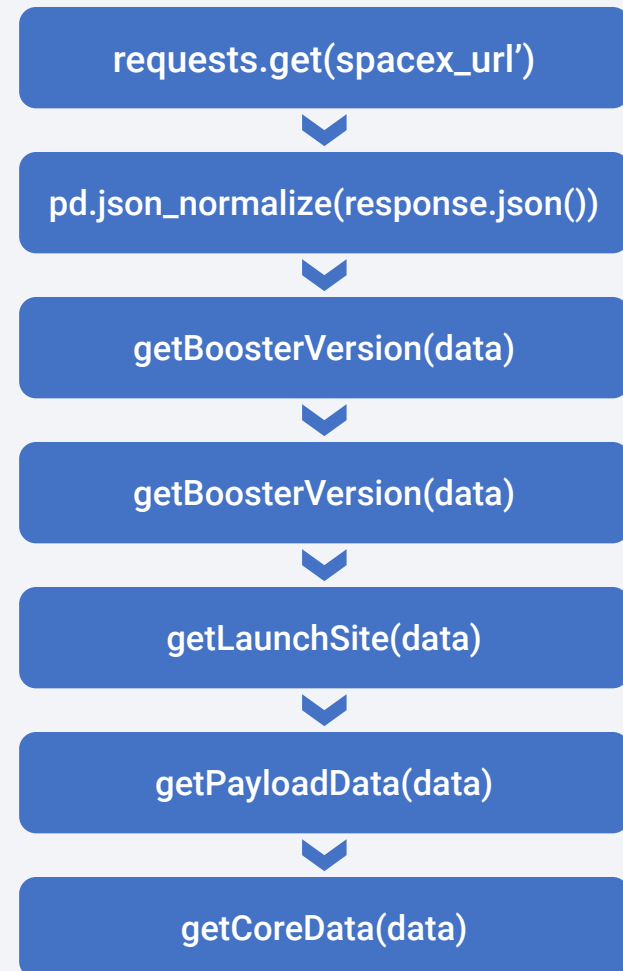 requests.get(spacex_url’)
pd.json_normalize(response.json())
getBoosterVersion(data)
getBoosterVersion(data)
getLaunchSite(data)
getPayloadData(data)
getCoreData(data)